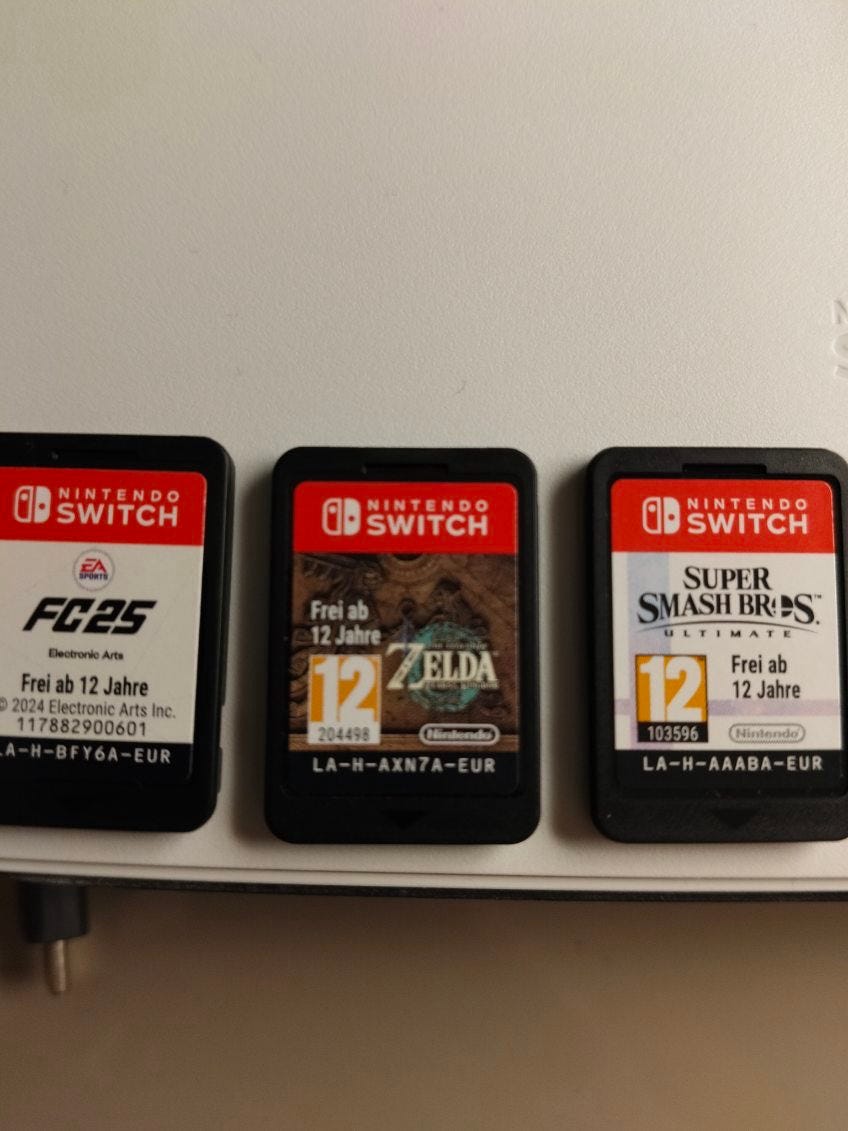 NINTENDO
SWITCH
EA
SPORTS
FC25
Electronic Arts
Frei ab 12 Jahre
© 2024 Electronic Arts Inc.
117882900601
LA-H-BFY6A-EUR
NINTENDO
SWITCH
Frei ab
12 Jahre
ZELDA
12
204498
Nintendo
LA-H-AXN7A-EUR
NINTENDO
SWITCH
SUPER
SMASH BROS.™
ULTIMATE
12
Frei ab
12 Jahre
103596
Nintendo
LA-H-AAABA-EUR